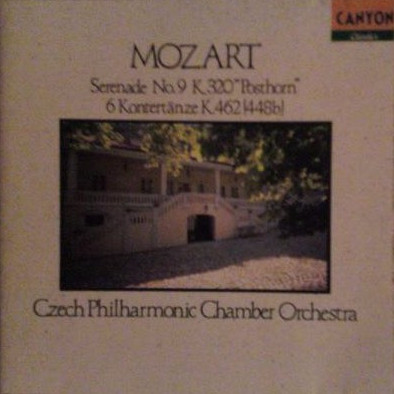 CANYON
Classics
MOZART
Serenade No.9 K.320 "Posthorn"
6 Kontertänze K.462 [448b]
Czech Philharmonic Chamber Orchestra